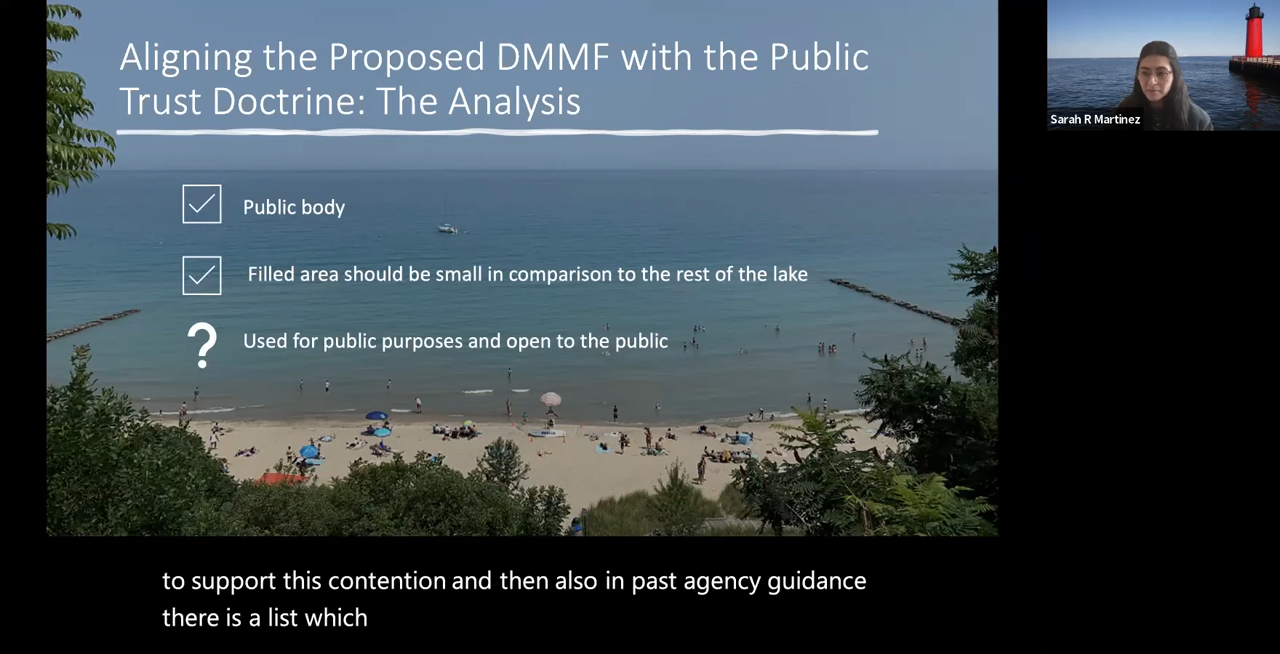 Aligning the Proposed DMMF with the Public
Trust Doctrine: The Analysis
Public body
Filled area should be small in comparison to the rest of the lake
? Used for public purposes and open to the public
Sarah R Martinez
to support this contention and then also in past agency guidance
there is a list which